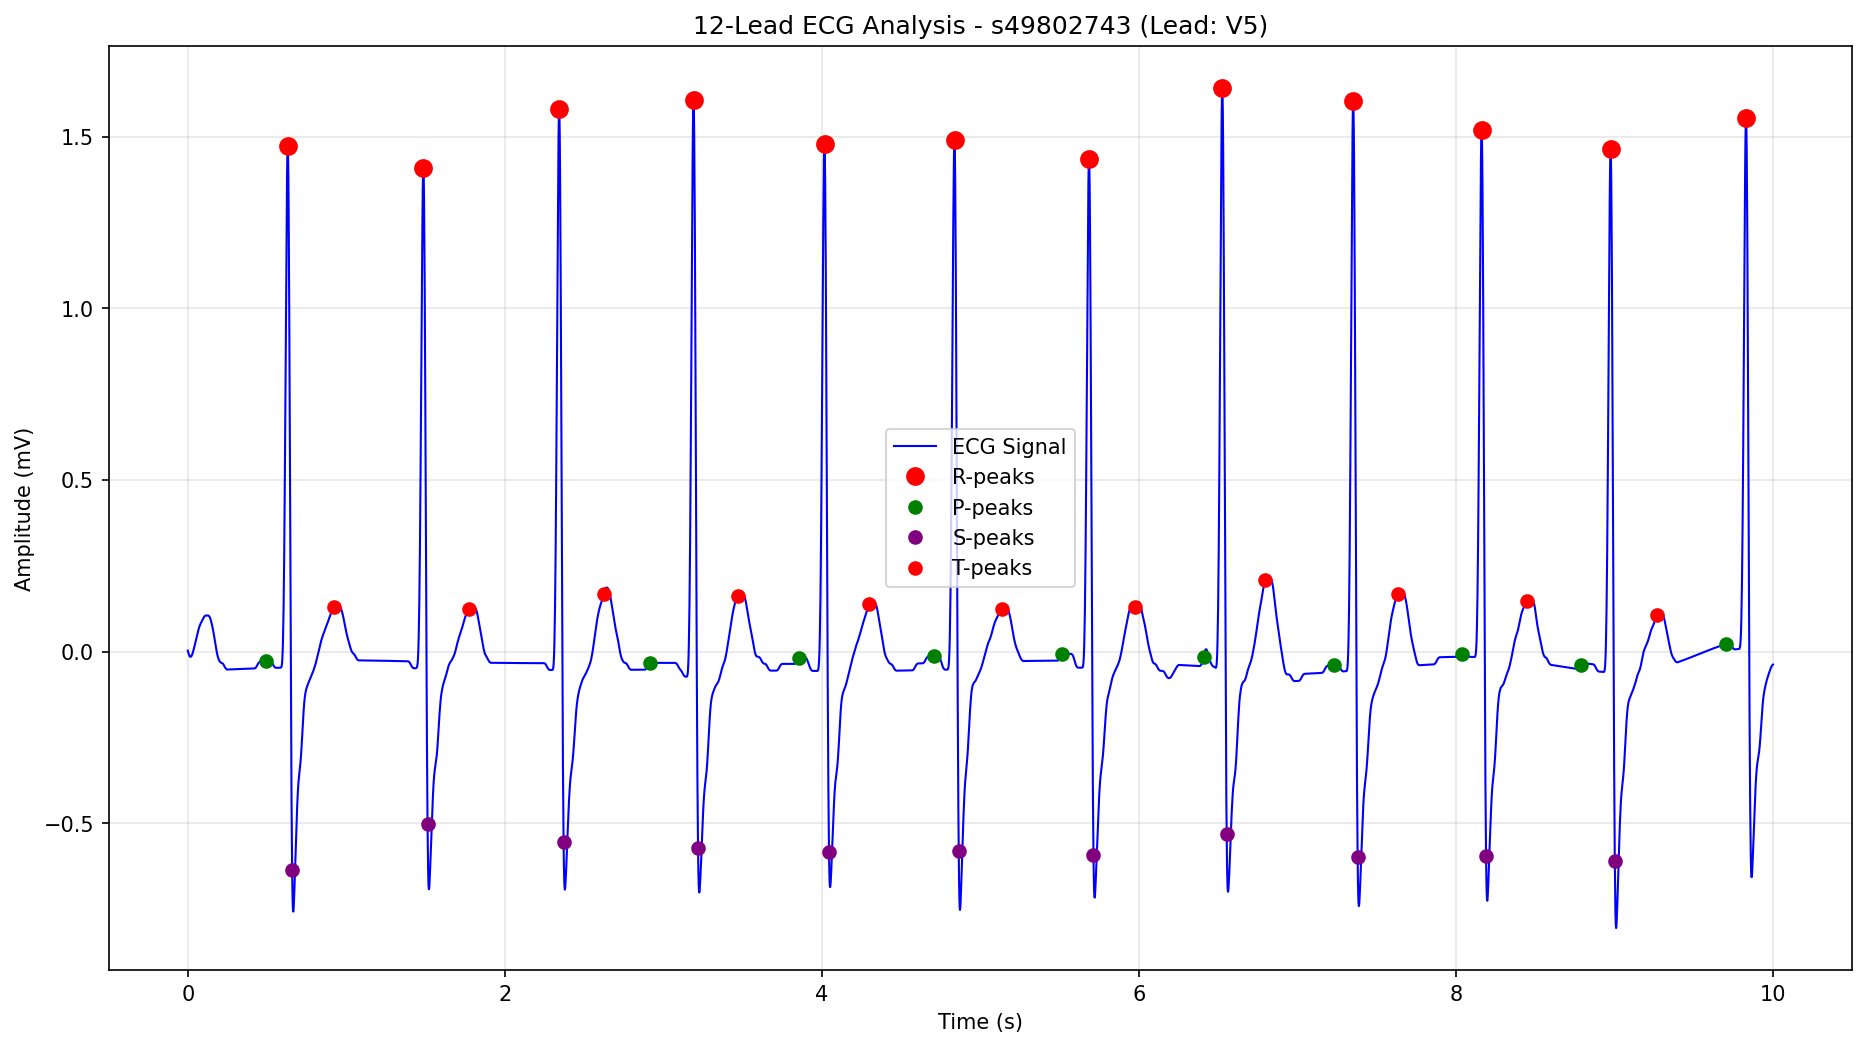 12-Lead ECG Analysis - s49802743 (Lead: V5)
Amplitude (mV)
1.5
1.0
0.5
0.0
−0.5
ECG Signal
R-peaks
P-peaks
S-peaks
T-peaks
0
2
4
6
8
10
Time (s)